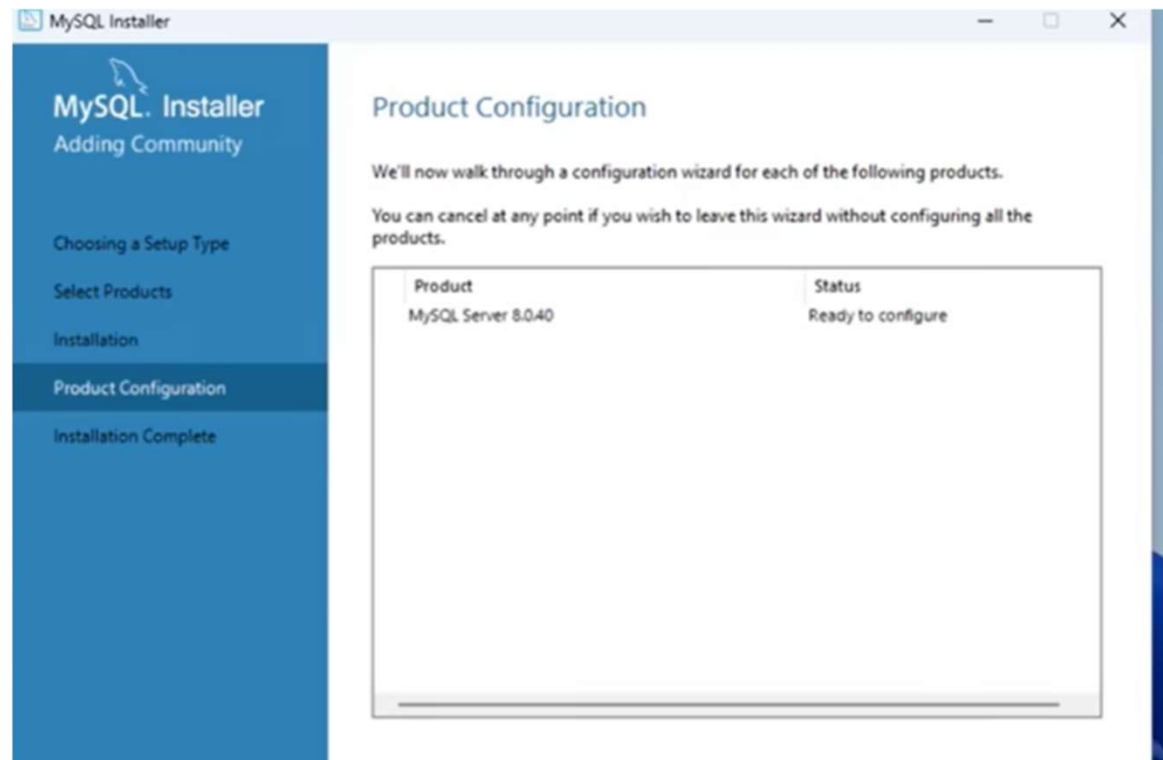 MySQL Installer
MySQL. Installer
Adding Community
Choosing a Setup Type
Select Products
Installation
Product Configuration
Installation Complete
Product Configuration
We'll now walk through a configuration wizard for each of the following products.
You can cancel at any point if you wish to leave this wizard without configuring all the
products.
Product Status
MySQL Server 8.0.40 Ready to configure